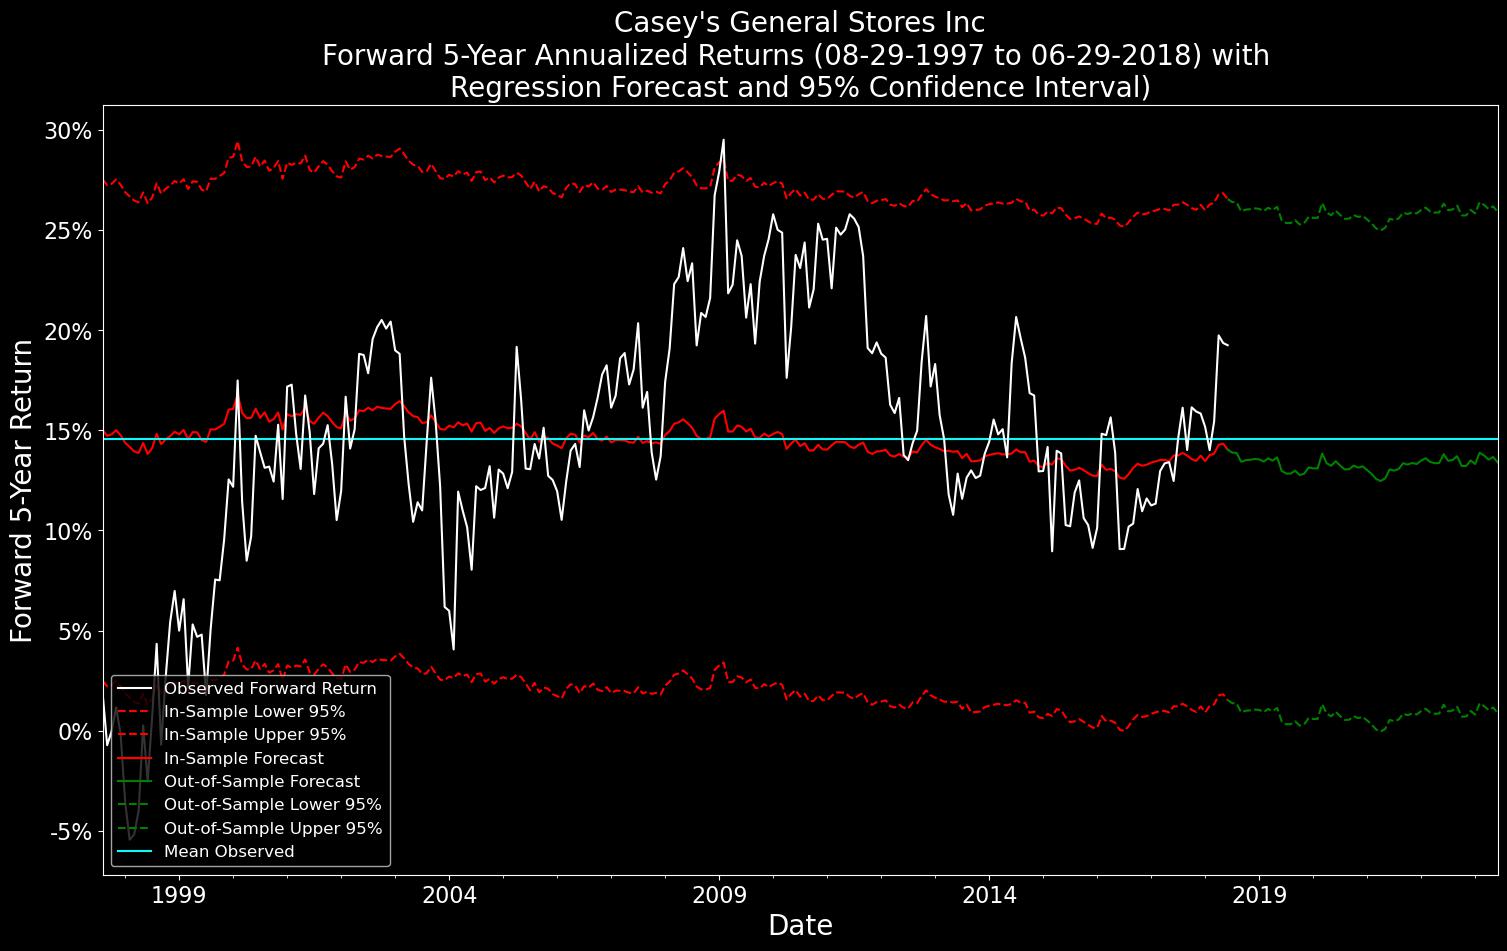 Casey's General Stores Inc
Forward 5-Year Annualized Returns (08-29-1997 to 06-29-2018) with
Regression Forecast and 95% Confidence Interval)
30%
25%
20%
15%
10%
5%
0%
-5%
Forward 5-Year Return
Observed Forward Return
In-Sample Lower 95%
In-Sample Upper 95%
In-Sample Forecast
Out-of-Sample Forecast
Out-of-Sample Lower 95%
Out-of-Sample Upper 95%
Mean Observed
1999 2004 2009 2014 2019
Date